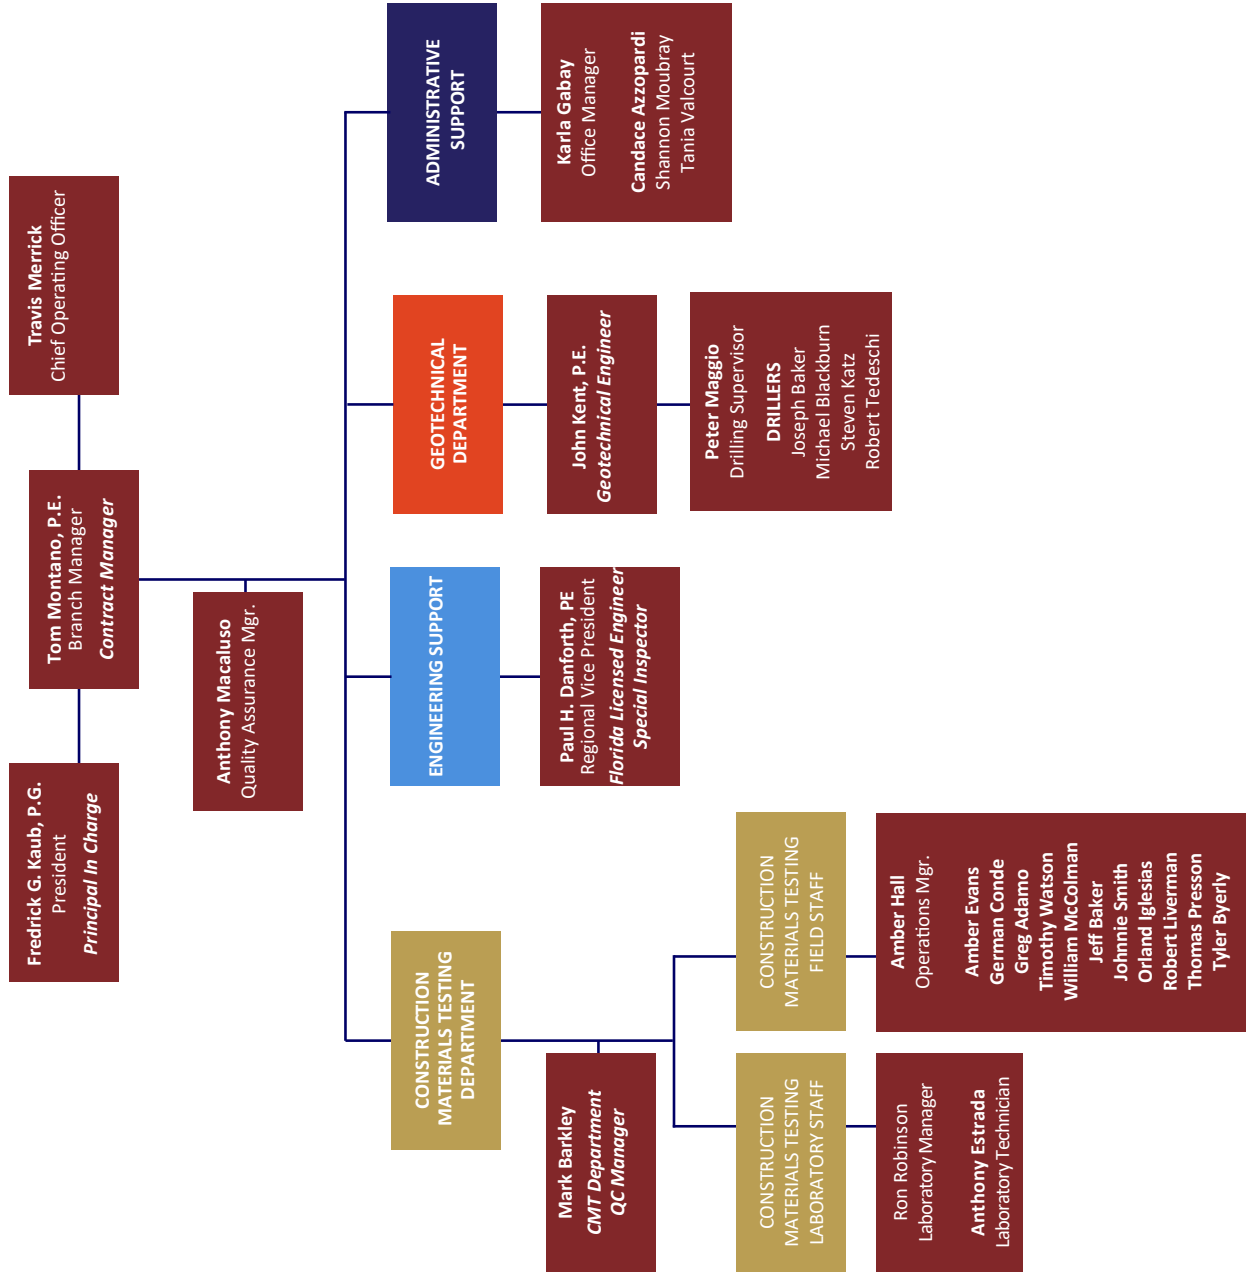 Fredrick G. Kaub, P.G.
President
Principal In Charge
Tom Montano, P.E.
Branch Manager
Contract Manager
Travis Merrick
Chief Operating Officer
Anthony Macaluso
Quality Assurance Mgr.
CONSTRUCTION
MATERIALS TESTING
DEPARTMENT
Mark Barkley
CMT Department
QC Manager
CONSTRUCTION
MATERIALS TESTING
LABORATORY STAFF
Ron Robinson
Laboratory Manager
Anthony Estrada
Laboratory Technician
CONSTRUCTION
MATERIALS TESTING
FIELD STAFF
Amber Hall
Operations Mgr.
Amber Evans
German Conde
Greg Adamo
Timothy Watson
William McColman
Jeff Baker
Johnnie Smith
Orland Iglesias
Robert Liverman
Thomas Presson
Tyler Byerly
ENGINEERING SUPPORT
Paul H. Danforth, PE
Regional Vice President
Florida Licensed Engineer
Special Inspector
GEOTECHNICAL
DEPARTMENT
John Kent, P.E.
Geotechnical Engineer
Peter Maggio
Drilling Supervisor
DRILLERS
Joseph Baker
Michael Blackburn
Steven Katz
Robert Tedeschi
ADMINISTRATIVE
SUPPORT
Karla Gabay
Office Manager
Candace Azzopardi
Shannon Moubray
Tania Valcourt